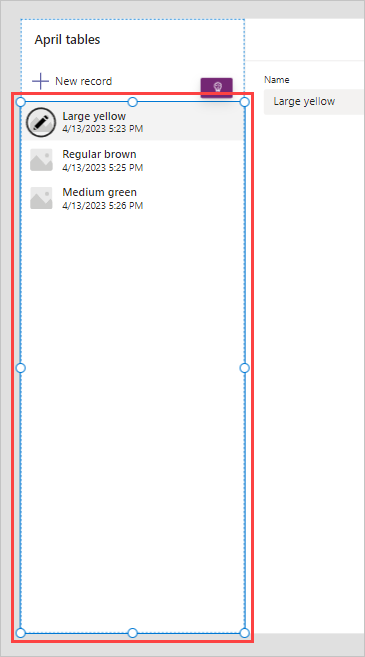 April tables
New record
Name
Large yellow
Large yellow
4/13/2023 5:23 PM
Regular brown
4/13/2023 5:25 PM
Medium green
4/13/2023 5:26 PM